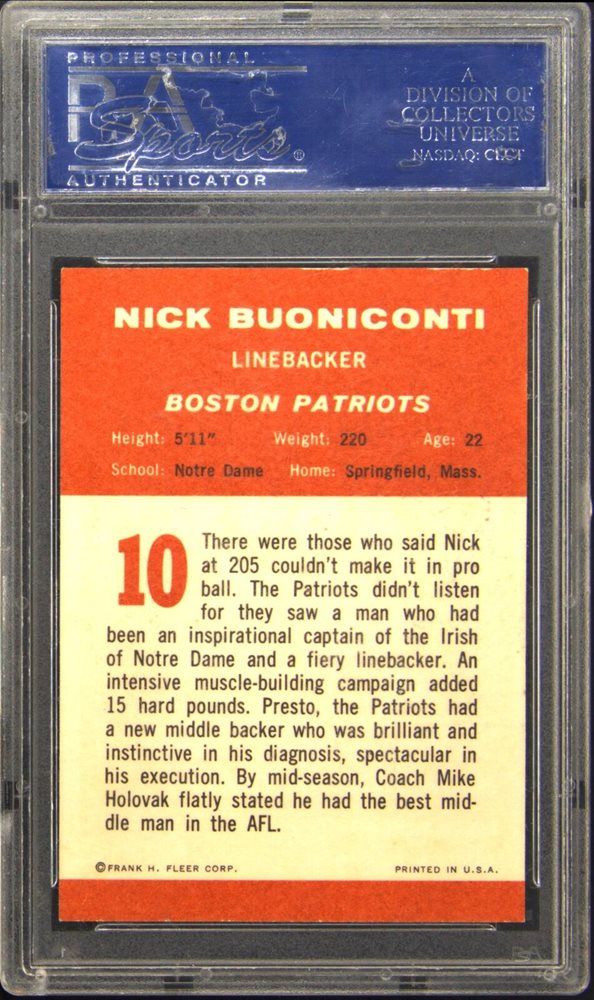 PROFESSIONAL
PSA
Sports®
AUTHENTICATOR
A
DIVISION OF
COLLECTORS
UNIVERSE
NASDAQ: CLCT
NICK BUONICONTI
LINEBACKER
BOSTON PATRIOTS
Height: 5'11" Weight: 220 Age: 22
School: Notre Dame Home: Springfield, Mass.
10
There were those who said Nick
at 205 couldn't make it in pro
ball. The Patriots didn't listen
for they saw a man who had
been an inspirational captain of the Irish
of Notre Dame and a fiery linebacker. An
intensive muscle-building campaign added
15 hard pounds. Presto, the Patriots had
a new middle backer who was brilliant and
instinctive in his diagnosis, spectacular in
his execution. By mid-season, Coach Mike
Holovak flatly stated he had the best mid-
dle man in the AFL.
©FRANK H. FLEER CORP. PRINTED IN U.S.A.
PSA